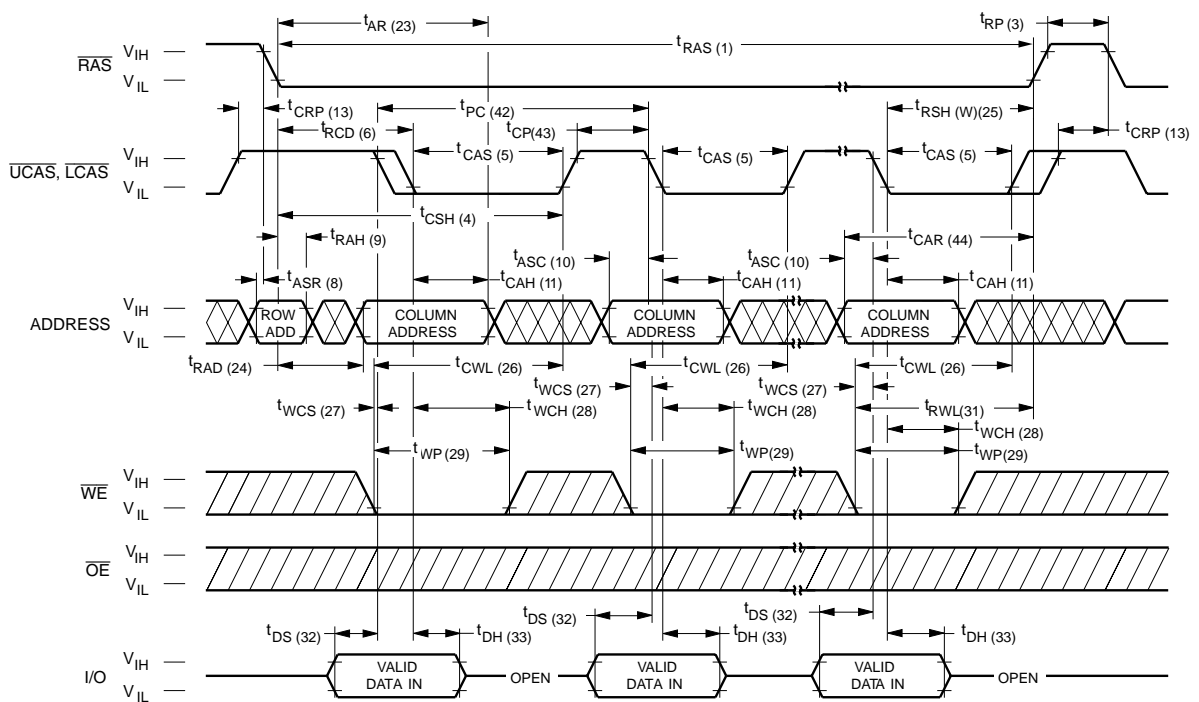 tAR (23)
tRP (3)
RAS
VIH
VIL
tRAS (1)
tCRP (13)
tPC (42)
tRSH (W)(25)
tRCD (6)
tCP(43)
tCRP (13)
UCAS, LCAS
VIH
VIL
tCAS (5)
tCAS (5)
tCAS (5)
tCSH (4)
tRAH (9)
tCAR (44)
tASC (10)
tASC (10)
tASR (8)
tCAH (11)
tCAH (11)
tCAH (11)
ADDRESS
VIH
VIL
ROW ADD
COLUMN ADDRESS
COLUMN ADDRESS
COLUMN ADDRESS
tRAD (24)
tCWL (26)
tCWL (26)
tCWL (26)
tWCS (27)
tWCS (27)
tWCS (27)
tWCH (28)
tWCH (28)
tRWL(31)
tWCH (28)
tWP(29)
tWP(29)
tWP(29)
WE
VIH
VIL
OE
VIH
VIL
tDS (32)
tDS (32)
tDS (32)
tDH (33)
tDH (33)
tDH (33)
I/O
VIH
VIL
VALID DATA IN
OPEN
VALID DATA IN
VALID DATA IN
OPEN